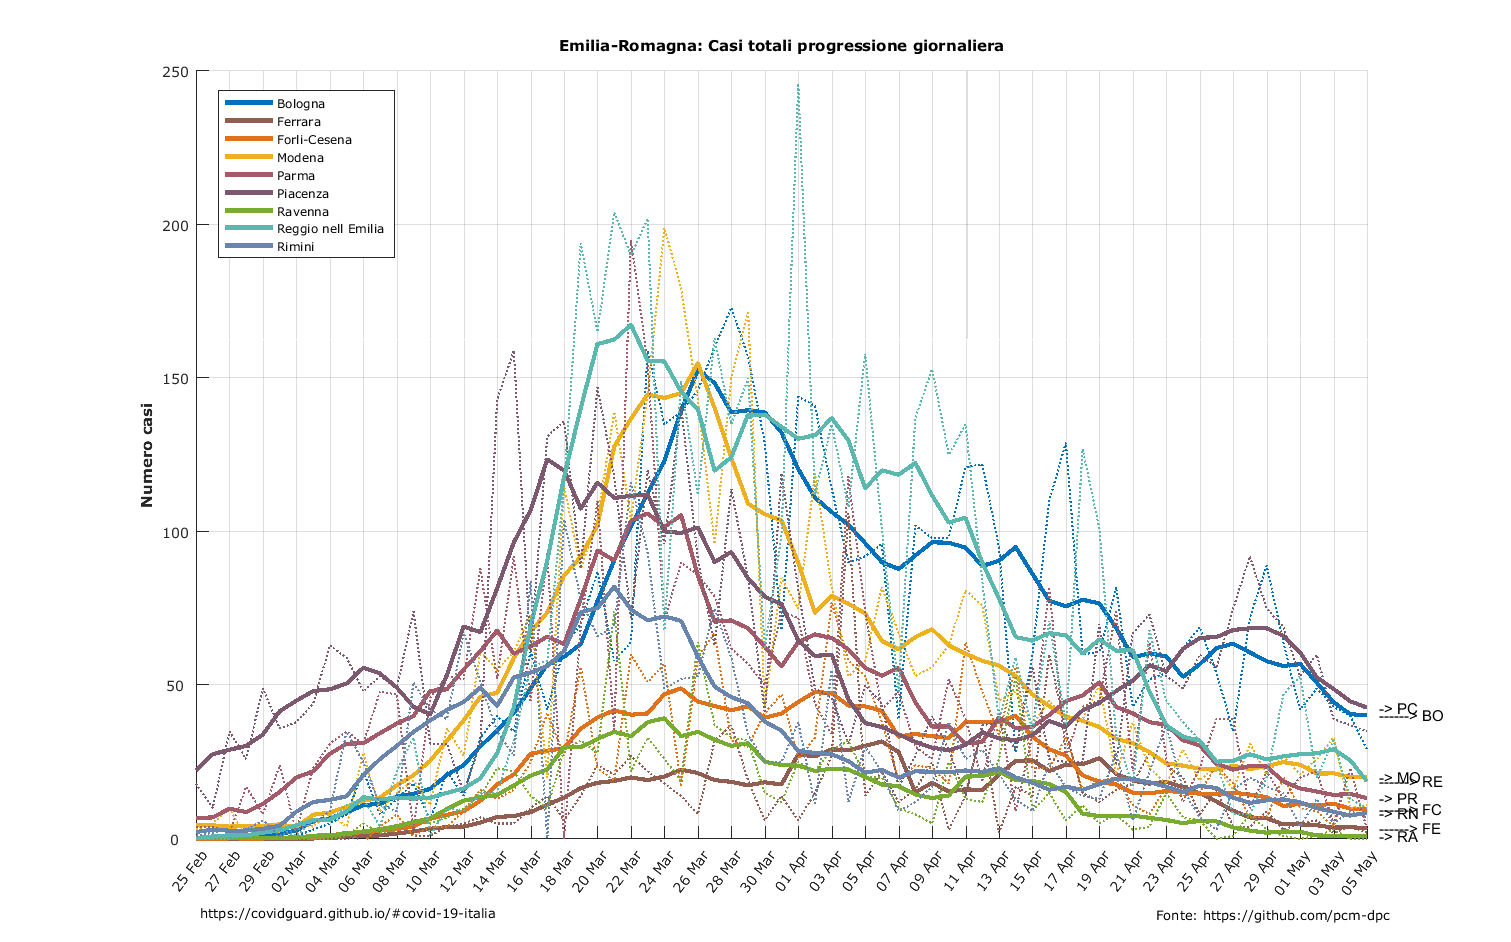 Emilia-Romagna: Casi totali progressione giornaliera
250
200
150
100
50
0
Numero casi
Bologna
Ferrara
Forli-Cesena
Modena
Parma
Piacenza
Ravenna
Reggio nell Emilia
Rimini
-> PC
------> BO
-> MO
------> RE
-> PR
------> FC
-> RN
------> FE
-> RA
25 Feb
27 Feb
29 Feb
02 Mar
04 Mar
06 Mar
08 Mar
10 Mar
12 Mar
14 Mar
16 Mar
18 Mar
20 Mar
22 Mar
24 Mar
26 Mar
28 Mar
30 Mar
01 Apr
03 Apr
05 Apr
07 Apr
09 Apr
11 Apr
13 Apr
15 Apr
17 Apr
19 Apr
21 Apr
23 Apr
25 Apr
27 Apr
29 Apr
01 May
03 May
05 May
https://covidguard.github.io/#covid-19-italia
Fonte: https://github.com/pcm-dpc